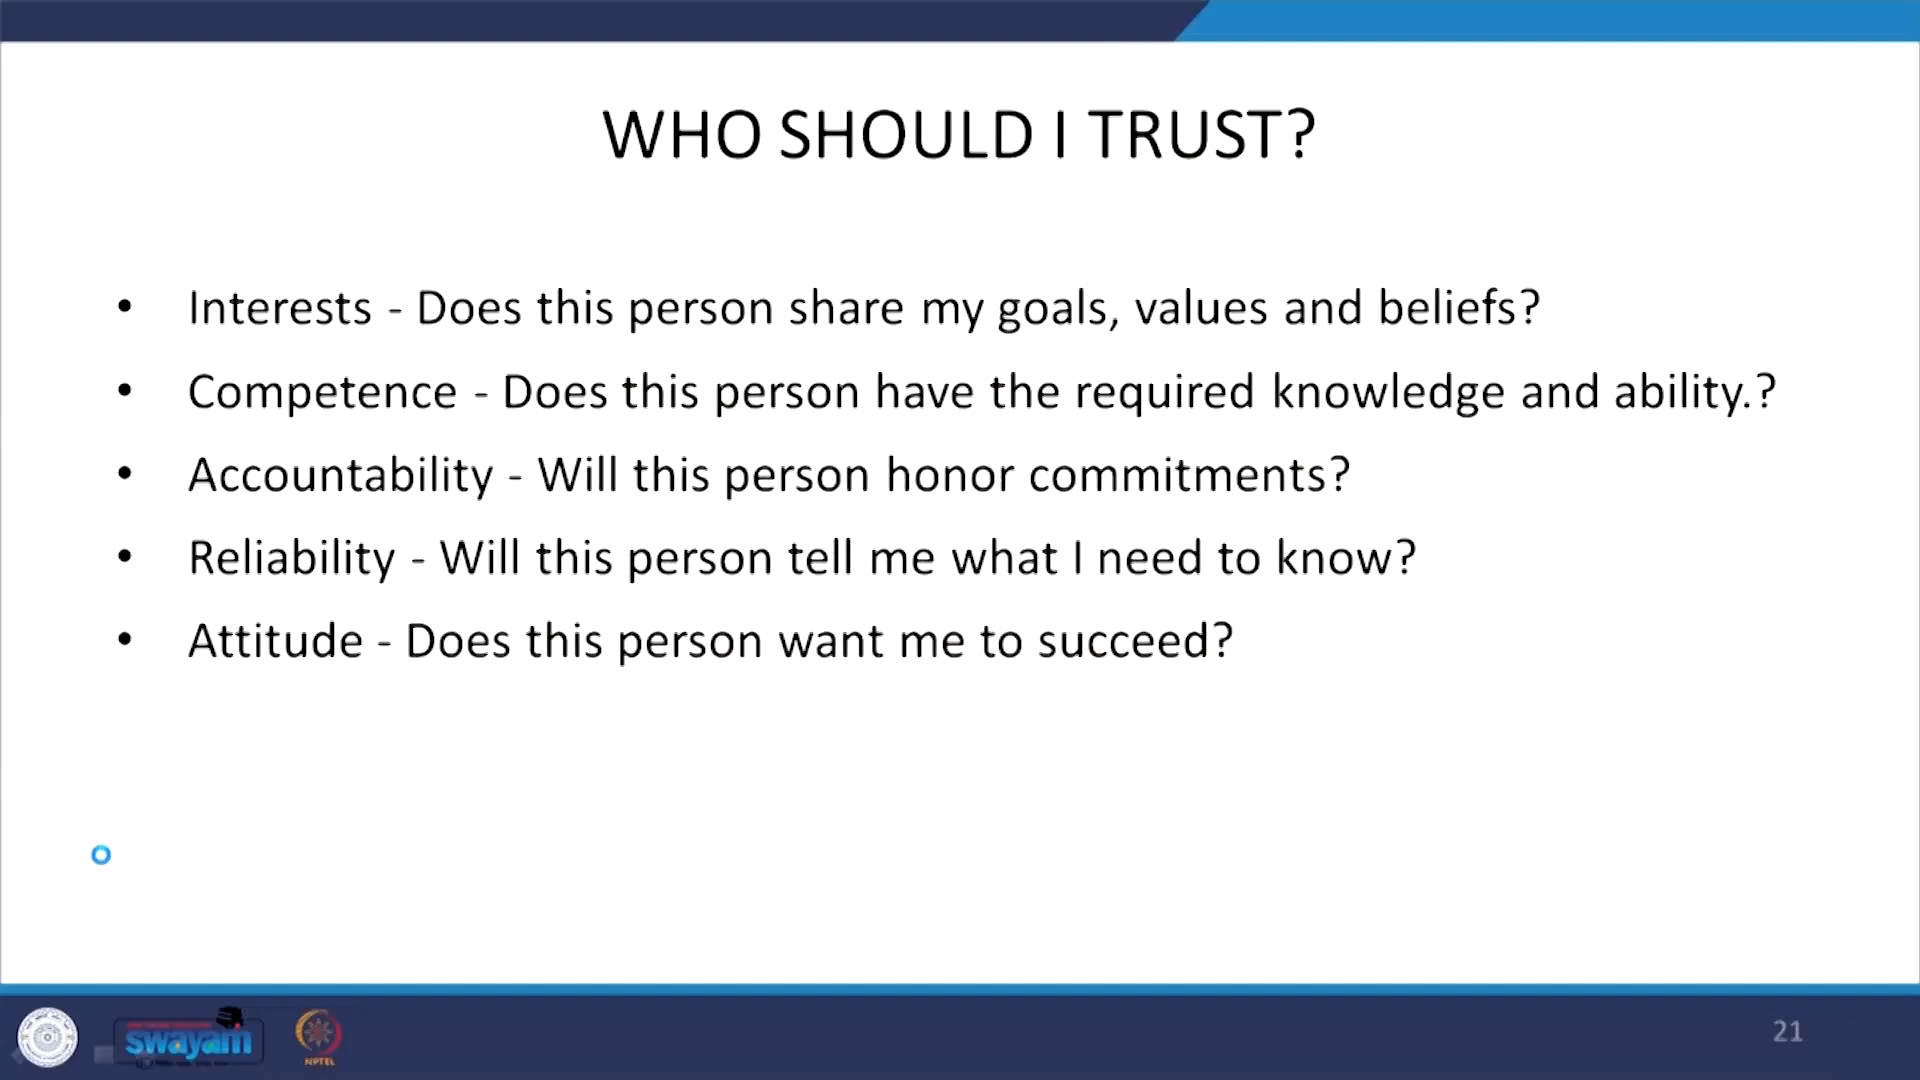 WHO SHOULD I TRUST?
• Interests - Does this person share my goals, values and beliefs?
• Competence - Does this person have the required knowledge and ability.?
• Accountability - Will this person honor commitments?
• Reliability - Will this person tell me what I need to know?
• Attitude - Does this person want me to succeed?
swayam
NPTEL
21